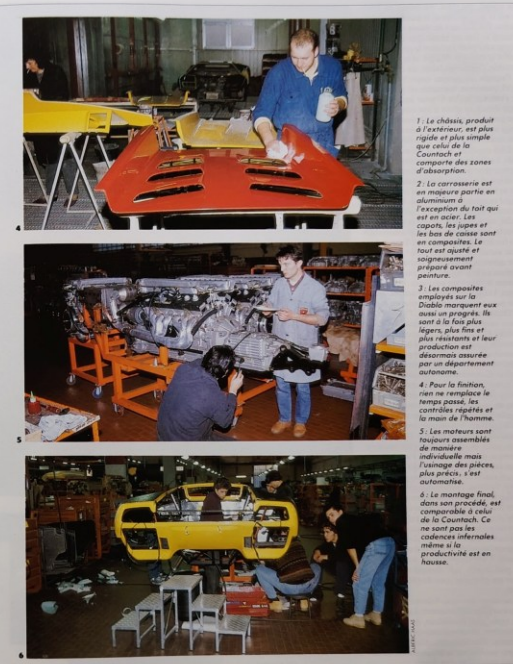 1 : Le châssis, produit
à l'extérieur, est plus
rigide et plus simple
que celui de la
Countach et
comporte des zones
d'absorption.
2 : La carrosserie est
en majeure partie en
aluminium à
l'exception du toit qui
est en acier. Les
capots, les jupes et
les bas de caisse sont
en composites. Le
tout est ajusté et
soigneusement
préparé avant
peinture.
3 : Les composites
employés sur la
Diablo marquent eux
aussi un progrès. Ils
sont à la fois plus
légers, plus fins et
plus résistants et leur
production est
désormais assurée
par un département
autonome.
4 : Pour la finition,
rien ne remplace le
temps passé, les
contrôles répétés et
la main de l'homme.
5 : Les moteurs sont
toujours assemblés
de manière
individuelle mais
l'usinage des pièces,
plus précis, s'est
automatisé.
6 : Le montage final,
dans son procédé, est
comparable à celui
de la Countach. Ce
ne sont pas les
cadences infernales
même si la
productivité est en
hausse.
4
5
6